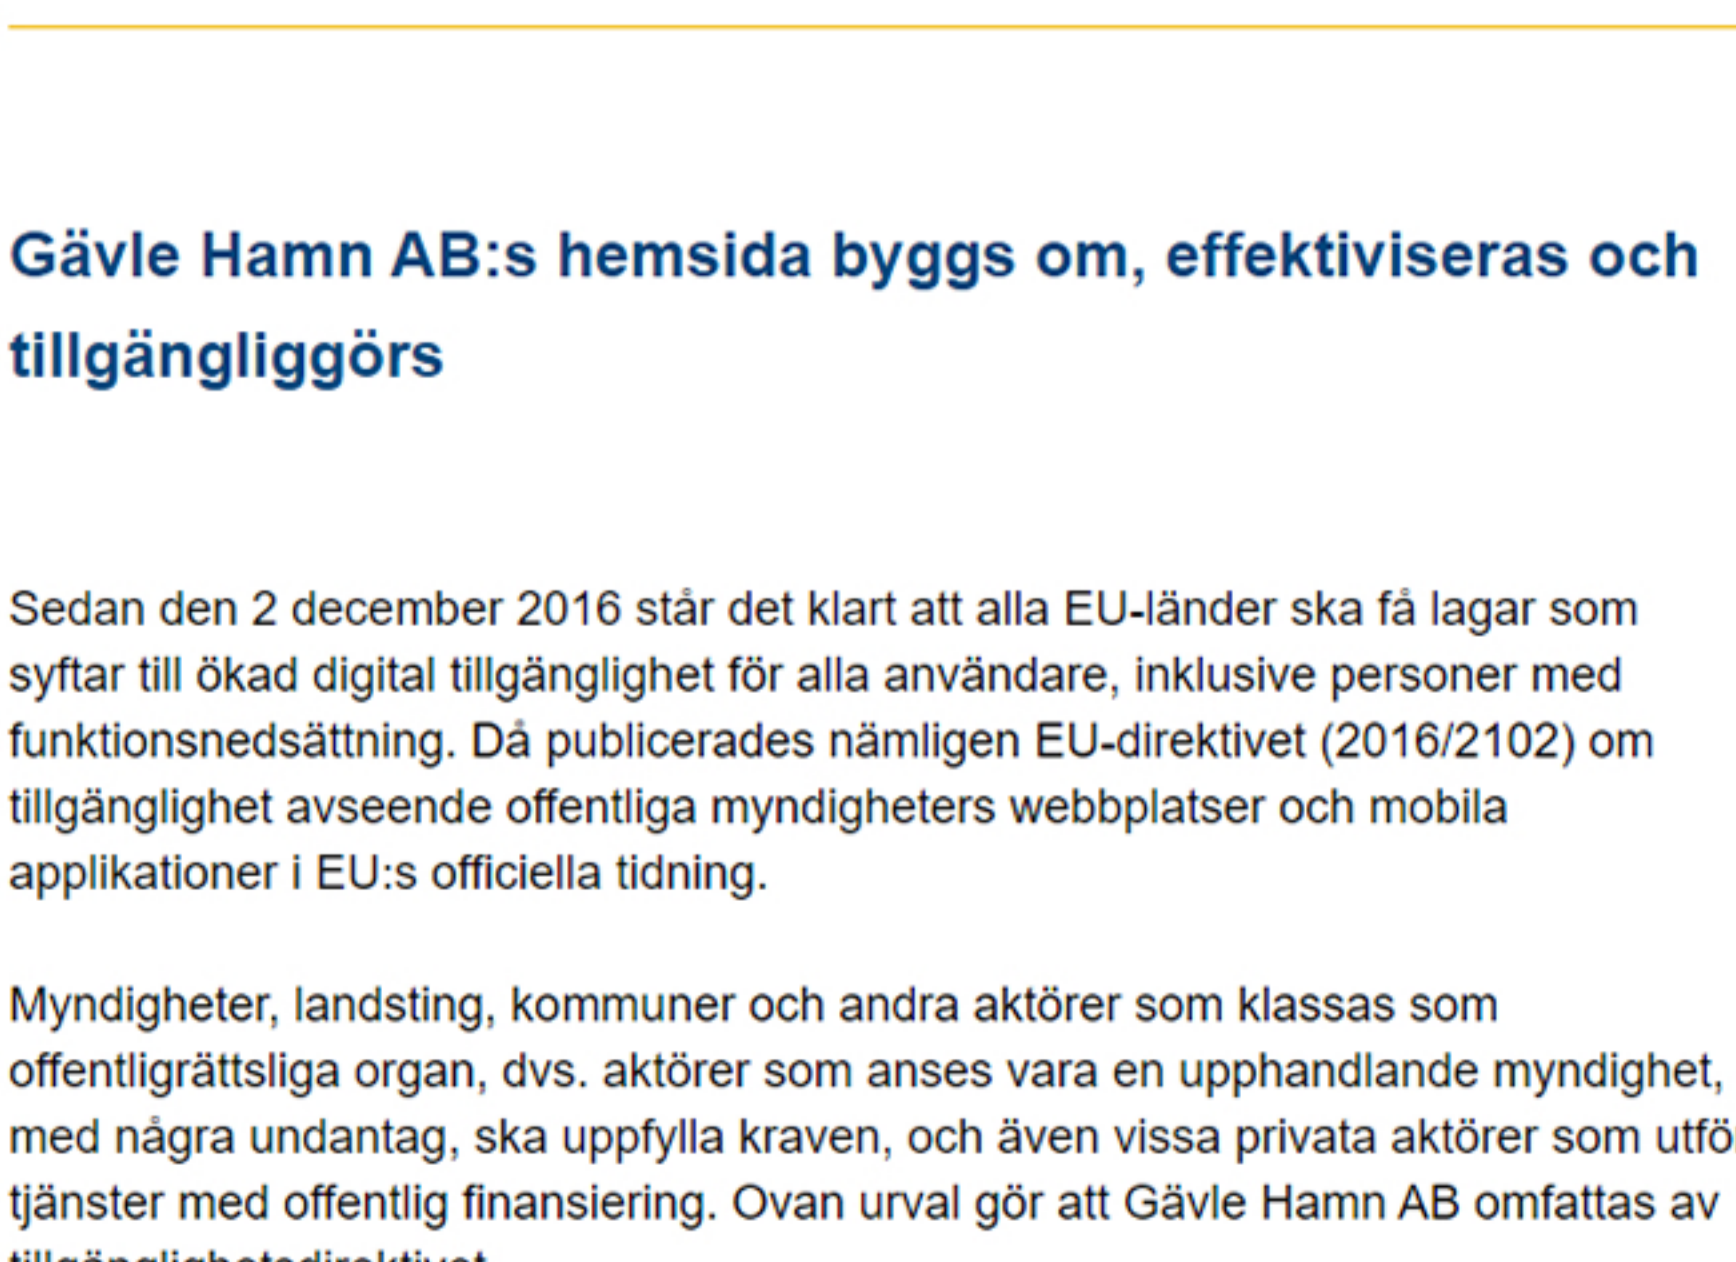 Gävle Hamn AB:s hemsida byggs om, effektiviseras och
tillgängliggörs
Sedan den 2 december 2016 står det klart att alla EU-länder ska få lagar som
syftar till ökad digital tillgänglighet för alla användare, inklusive personer med
funktionsnedsättning. Då publicerades nämligen EU-direktivet (2016/2102) om
tillgänglighet avseende offentliga myndigheters webbplatser och mobila
applikationer i EU:s officiella tidning.
Myndigheter, landsting, kommuner och andra aktörer som klassas som
offentligrättsliga organ, dvs. aktörer som anses vara en upphandlande myndighet,
med några undantag, ska uppfylla kraven, och även vissa privata aktörer som utfö
tjänster med offentlig finansiering. Ovan urval gör att Gävle Hamn AB omfattas av
tillgänglighetsdirektivet